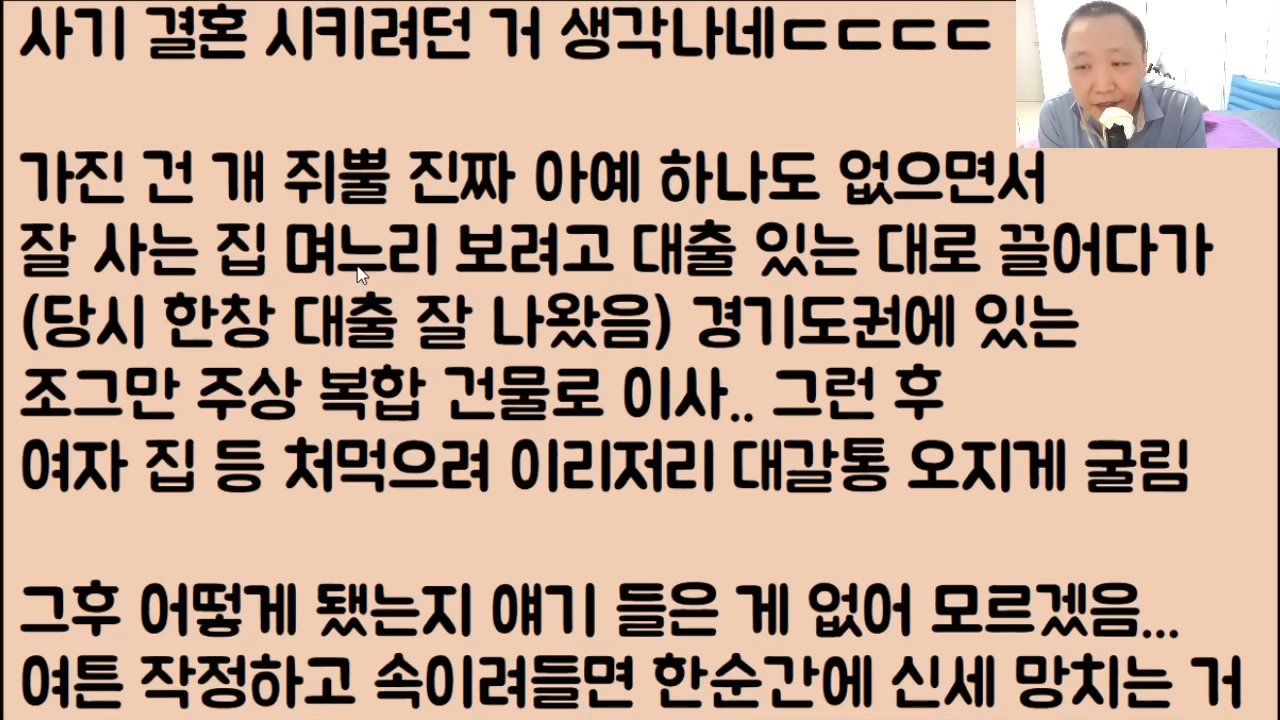 사기 결혼 시키려던 거 생각나네ㄷㄷㄷㄷ
가진 건 개 쥐뿔 진짜 아예 하나도 없으면서
잘 사는 집 며느리 보려고 대출 있는 대로 끌어다가
(당시 한창 대출 잘 나왔음) 경기도권에 있는
조그만 주상 복합 건물로 이사.. 그런 후
여자 집 등 처먹으려 이리저리 대갈통 오지게 굴림
그후 어떻게 됐는지 얘기 들은 게 없어 모르겠음...
여튼 작정하고 속이려들면 한순간에 신세 망치는 거